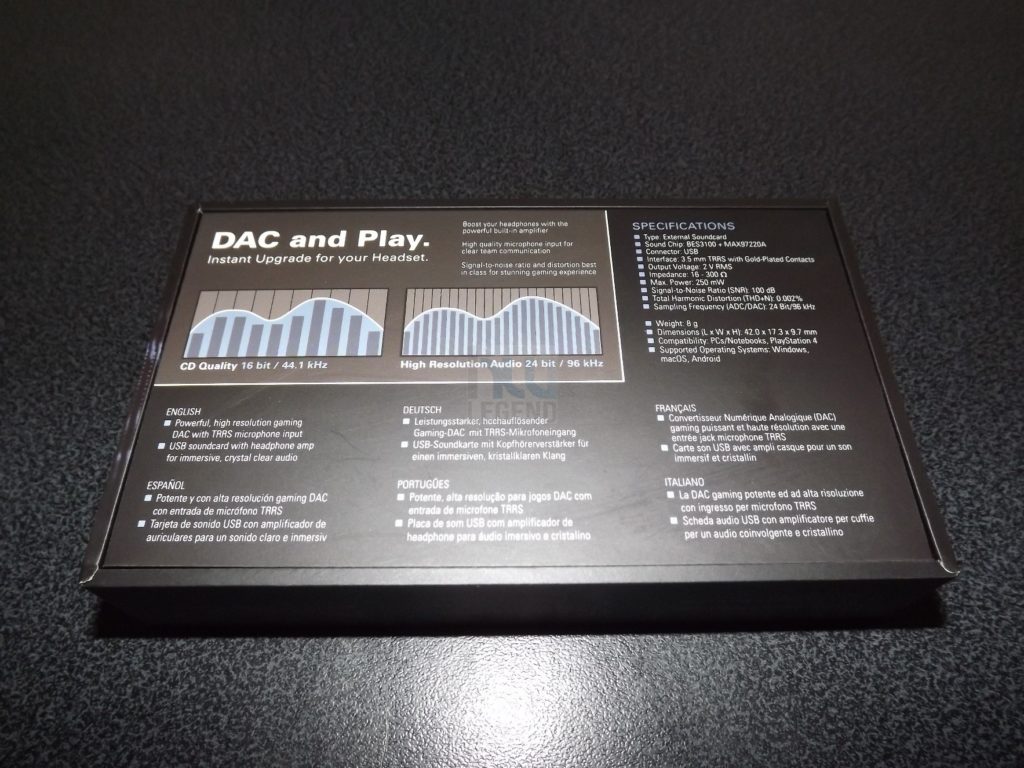 DAC and Play.
Instant Upgrade for your Headset.
Boost your headphones with the
powerful built-in amplifier
High quality microphone input for
clear team communication
Signal-to-noise ratio and distortion best
in class for stunning gaming experience
CD Quality 16 bit / 44.1 kHz
High Resolution Audio 24 bit / 96 kHz
SPECIFICATIONS
Type: External Soundcard
Sound Chip: BES3100 + MAX97220A
Connector: USB
Interface: 3.5 mm TRRS with Gold-Plated Contacts
Output Voltage: 2 V RMS
Impedance: 16 - 300 Ω
Max. Power: 250 mW
Signal-to-Noise Ratio (SNR): 100 dB
Total Harmonic Distortion (THD+N): 0.002%
Sampling Frequency (ADC/DAC): 24 Bit/96 kHz
Weight: 8 g
Dimensions (L x W x H): 42.0 x 17.3 x 9.7 mm
Compatibility: PCs/Notebooks, PlayStation 4
Supported Operating Systems: Windows,
macOS, Android
LEGEND
ENGLISH
Powerful, high resolution gaming
DAC with TRRS microphone input
USB soundcard with headphone amp
for immersive, crystal clear audio
DEUTSCH
Leistungsstarker, hochauflösender
Gaming-DAC mit TRRS-Mikrofoneingang
USB-Soundkarte mit Kopfhörerverstärker für
einen immersiven, kristallklaren Klang
FRANÇAIS
Convertisseur Numérique Analogique (DAC)
gaming puissant et haute résolution avec une
entrée jack microphone TRRS
Carte son USB avec ampli casque pour un son
immersif et cristallin
ESPAÑOL
Potente y con alta resolución gaming DAC
con entrada de micrófono TRRS
Tarjeta de sonido USB con amplificador de
auriculares para un sonido claro e inmersiv
PORTUGÛES
Potente, alta resolução para jogos DAC com
entrada de microfone TRRS
Placa de som USB com amplificador de
headphone para áudio imersivo e cristalino
ITALIANO
La DAC gaming potente ed ad alta risoluzione
con ingresso per microfono TRRS
Scheda audio USB con amplificatore per cuffie
per un audio coinvolgente e cristallino